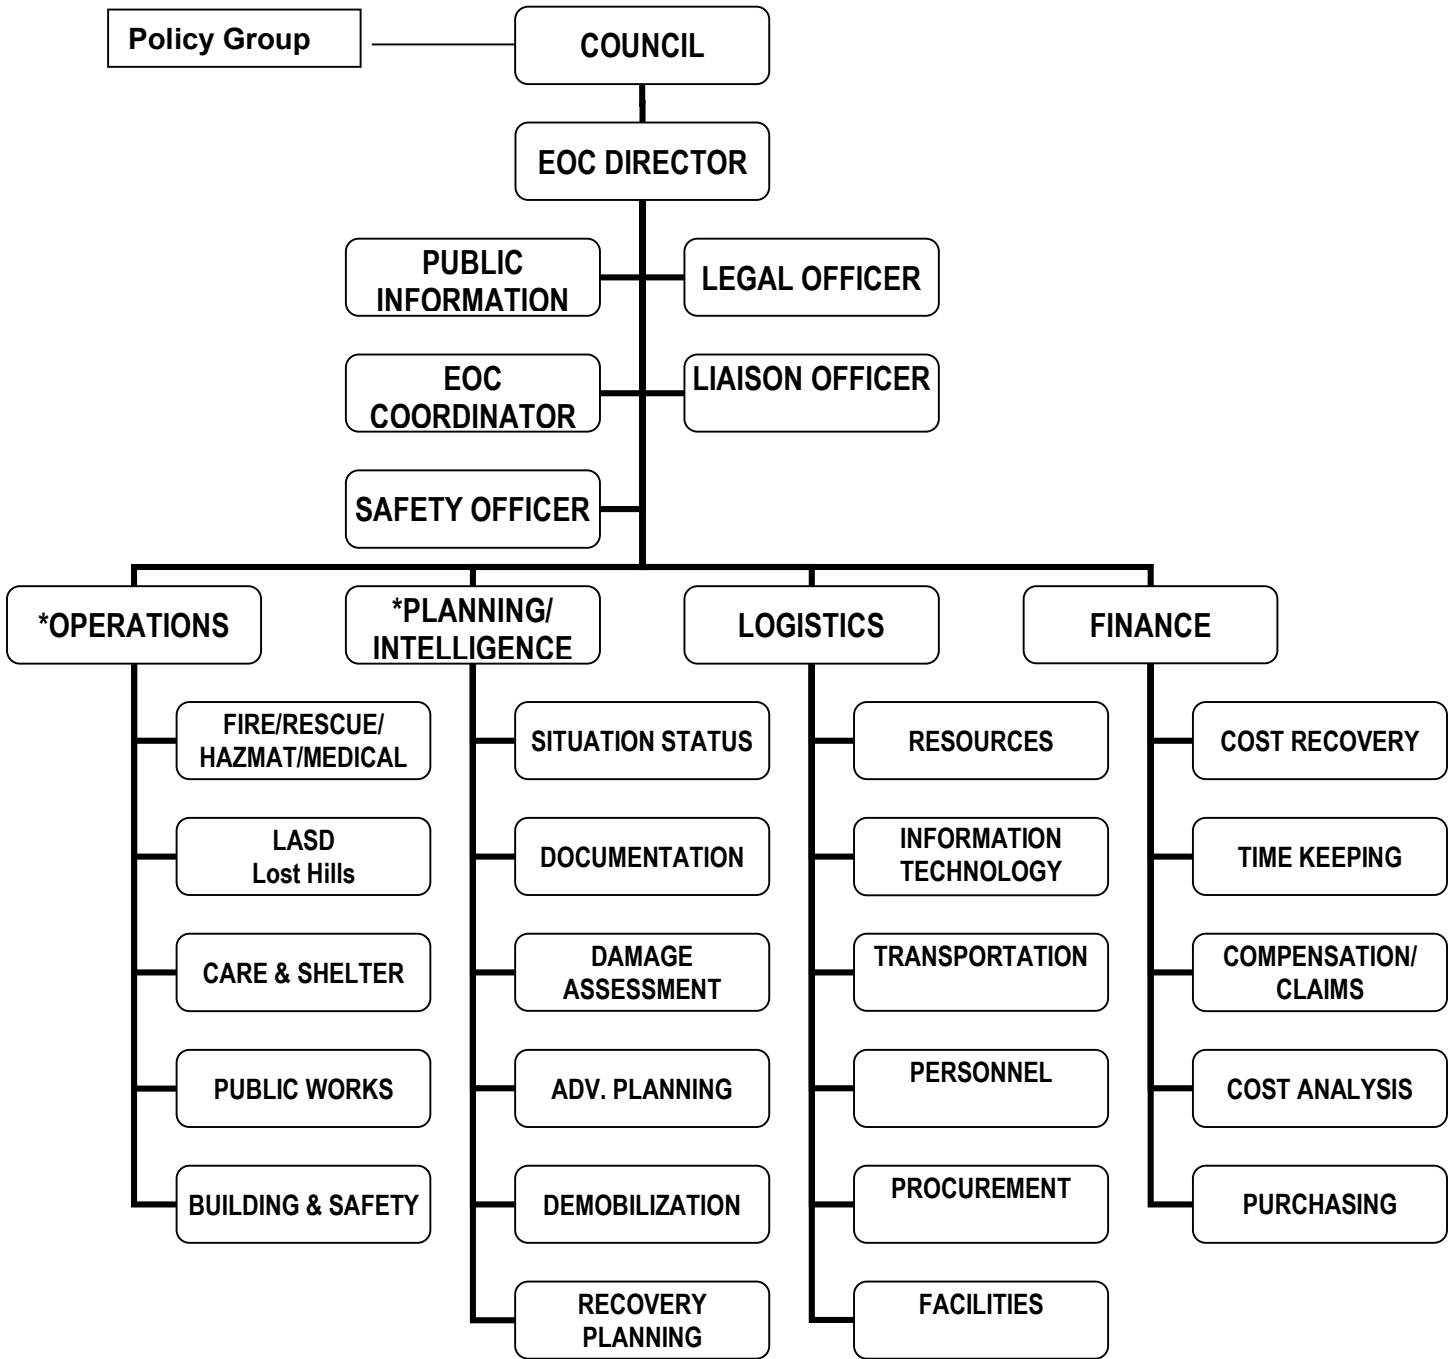 Policy Group
COUNCIL
EOC DIRECTOR
PUBLIC
INFORMATION
LEGAL OFFICER
EOC
COORDINATOR
LIAISON OFFICER
SAFETY OFFICER
*OPERATIONS
*PLANNING/
INTELLIGENCE
LOGISTICS
FINANCE
FIRE/RESCUE/
HAZMAT/MEDICAL
SITUATION STATUS
RESOURCES
COST RECOVERY
LASD
Lost Hills
DOCUMENTATION
INFORMATION
TECHNOLOGY
TIME KEEPING
CARE & SHELTER
DAMAGE
ASSESSMENT
TRANSPORTATION
COMPENSATION/
CLAIMS
PUBLIC WORKS
ADV. PLANNING
PERSONNEL
COST ANALYSIS
BUILDING & SAFETY
DEMOBILIZATION
PROCUREMENT
PURCHASING
RECOVERY
PLANNING
FACILITIES